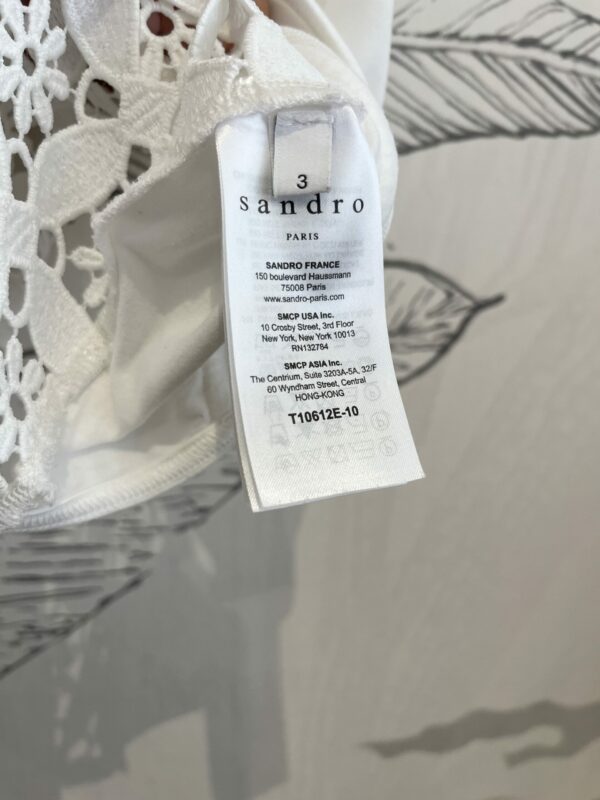 3
sandro
PARIS
SANDRO FRANCE
150 boulevard Haussmann
75008 Paris
www.sandro-paris.com
SMCP USA Inc.
10 Crosby Street, 3rd Floor
New York, New York 10013
RN132784
SMCP ASIA Inc.
The Centrium, Suite 3203A-5A, 32/F
60 Wyndham Street, Central
HONG-KONG
T10612E-10